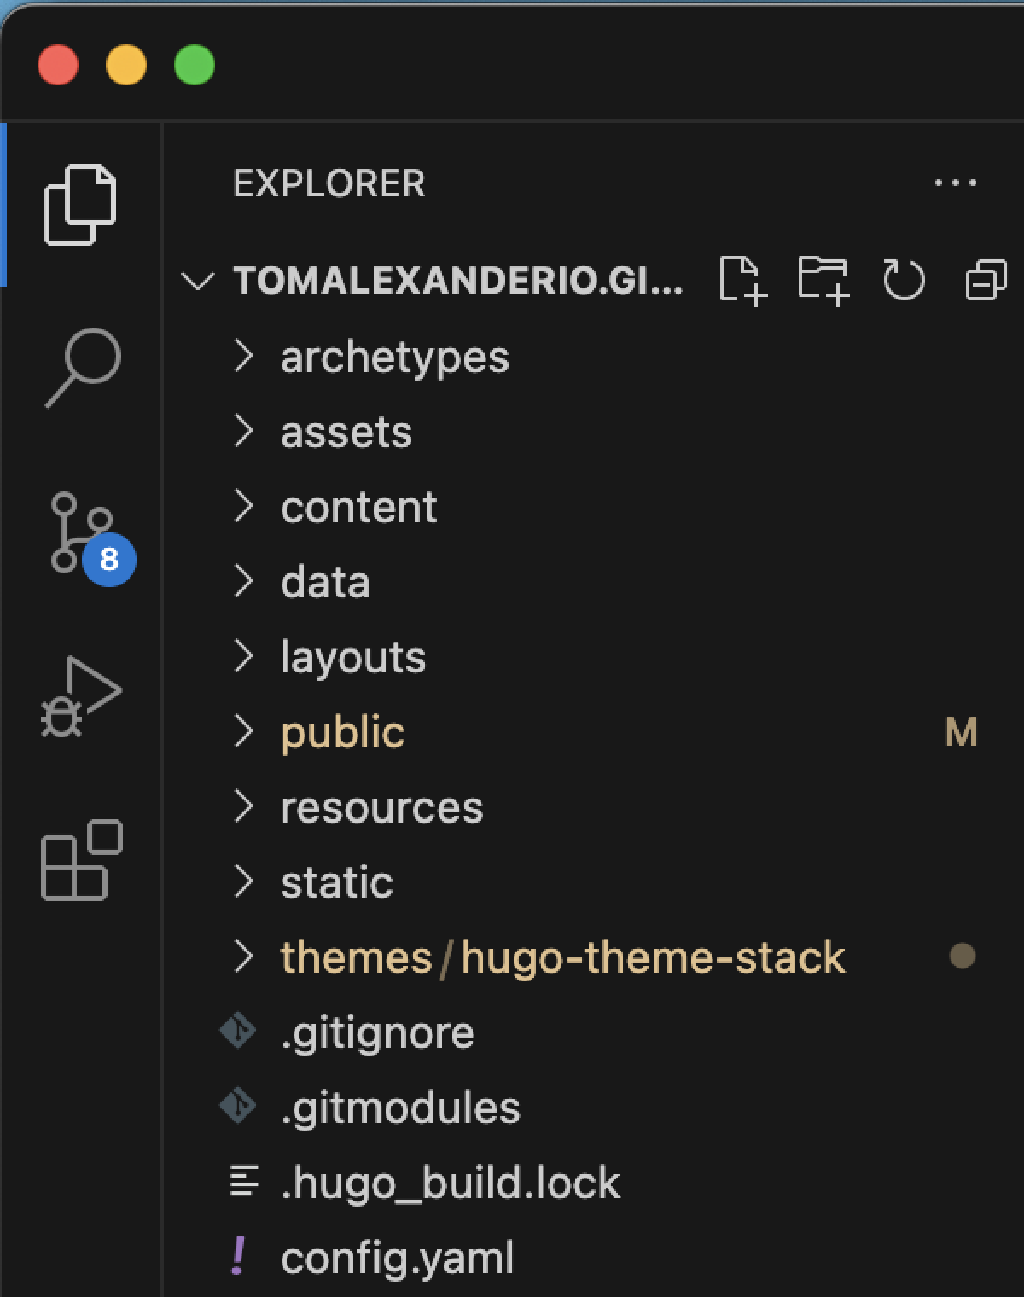 EXPLORER
TOMALEXANDERIO.GI...
archetypes
assets
content
8
data
layouts
public M
resources
static
themes/hugo-theme-stack
.gitignore
.gitmodules
.hugo_build.lock
config.yaml